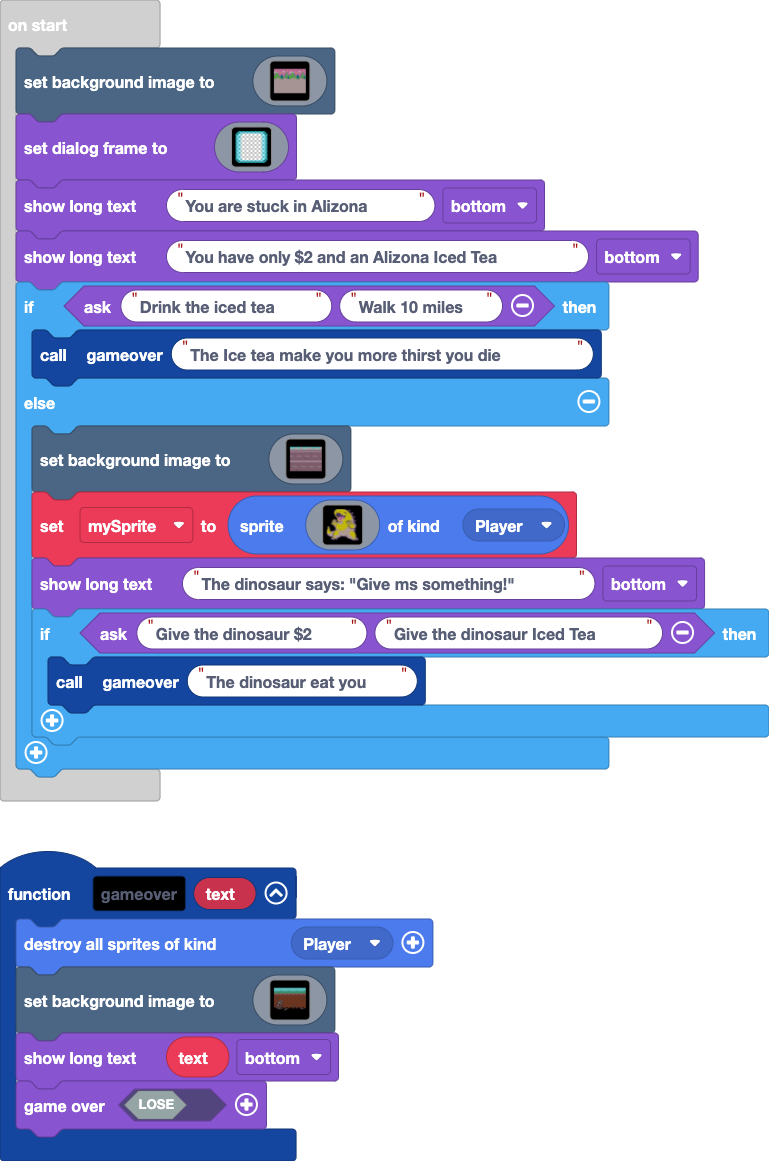 on start
set background image to
set dialog frame to
show long text "You are stuck in Alizona" bottom
show long text "You have only $2 and an Alizona Iced Tea" bottom
if ask "Drink the iced tea" "Walk 10 miles" then
call gameover "The Ice tea make you more thirst you die"
else
set background image to
set mySprite to sprite of kind Player
show long text "The dinosaur says: "Give ms something!"" bottom
if ask "Give the dinosaur $2" "Give the dinosaur Iced Tea" then
call gameover "The dinosaur eat you"
function gameover text
destroy all sprites of kind Player
set background image to
show long text text bottom
game over LOSE